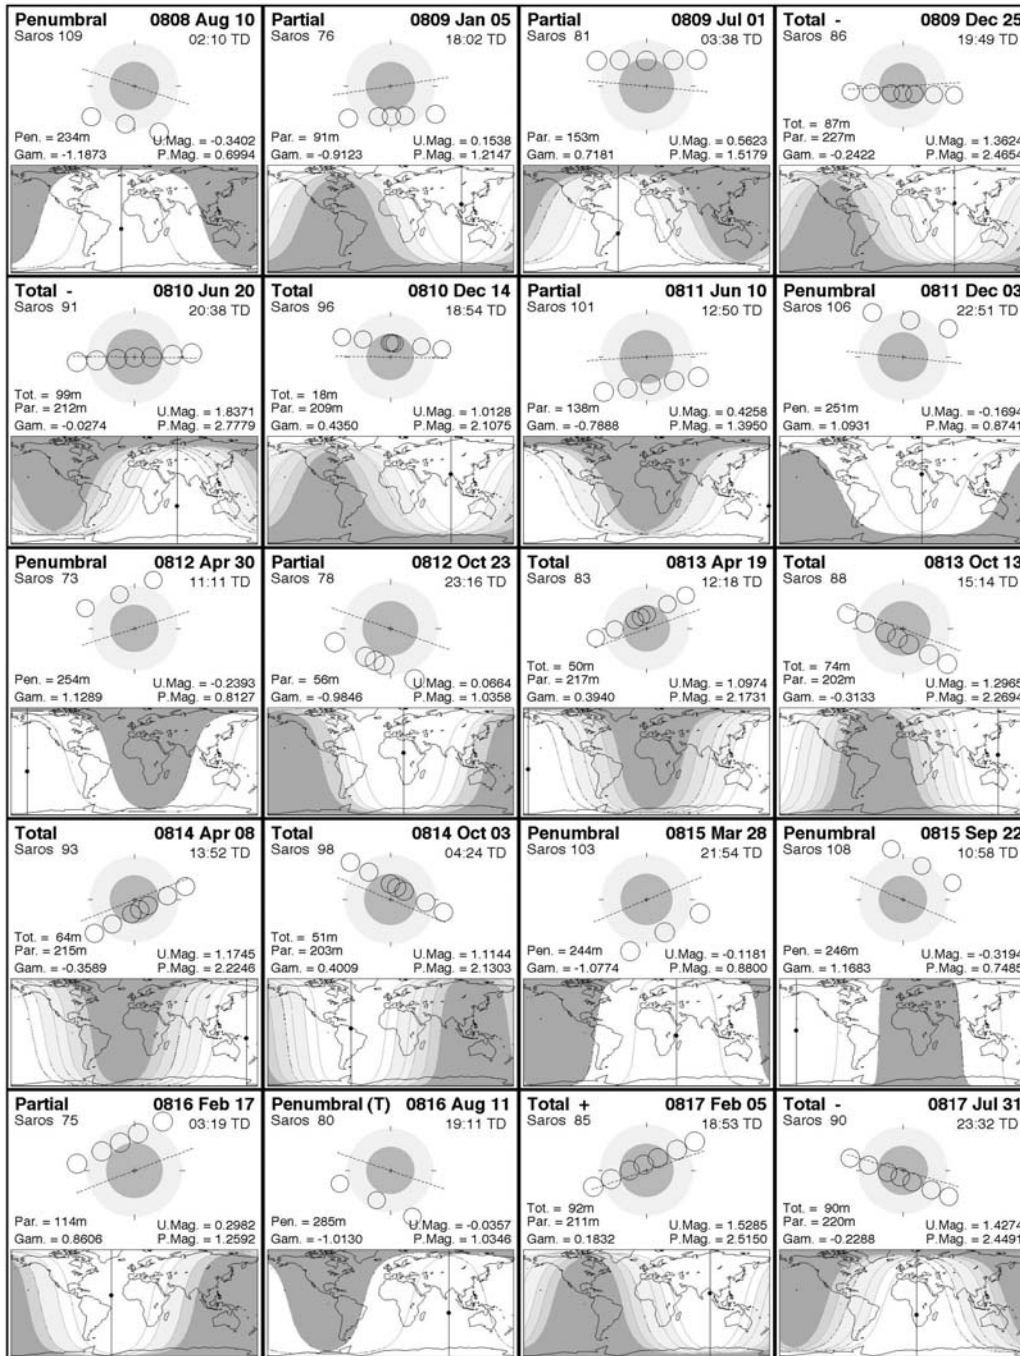 Penumbral 0808 Aug 10
Saros 109 02:10 TD
Pen. = 234m U.Mag. = -0.3402
Gam. = -1.1873 P.Mag. = 0.6994
Partial 0809 Jan 05
Saros 76 18:02 TD
Par. = 91m U.Mag. = 0.1538
Gam. = -0.9123 P.Mag. = 1.2147
Partial 0809 Jul 01
Saros 81 03:38 TD
Par. = 153m U.Mag. = 0.5623
Gam. = 0.7181 P.Mag. = 1.5179
Total - 0809 Dec 25
Saros 86 19:49 TD
Tot. = 87m
Par. = 227m U.Mag. = 1.3624
Gam. = -0.2422 P.Mag. = 2.4654
Total - 0810 Jun 20
Saros 91 20:38 TD
Tot. = 99m
Par. = 212m U.Mag. = 1.8371
Gam. = -0.0274 P.Mag. = 2.7779
Total 0810 Dec 14
Saros 96 18:54 TD
Tot. = 18m
Par. = 209m U.Mag. = 1.0128
Gam. = 0.4350 P.Mag. = 2.1075
Partial 0811 Jun 10
Saros 101 12:50 TD
Par. = 138m U.Mag. = 0.4258
Gam. = -0.7888 P.Mag. = 1.3950
Penumbral 0811 Dec 03
Saros 106 22:51 TD
Pen. = 251m U.Mag. = -0.1694
Gam. = 1.0931 P.Mag. = 0.8741
Penumbral 0812 Apr 30
Saros 73 11:11 TD
Pen. = 254m U.Mag. = -0.2393
Gam. = 1.1289 P.Mag. = 0.8127
Partial 0812 Oct 23
Saros 78 23:16 TD
Par. = 56m U.Mag. = 0.0664
Gam. = -0.9846 P.Mag. = 1.0358
Total 0813 Apr 19
Saros 83 12:18 TD
Tot. = 50m
Par. = 217m U.Mag. = 1.0974
Gam. = 0.3940 P.Mag. = 2.1731
Total 0813 Oct 13
Saros 88 15:14 TD
Tot. = 74m
Par. = 202m U.Mag. = 1.2965
Gam. = -0.3133 P.Mag. = 2.2694
Total 0814 Apr 08
Saros 93 13:52 TD
Tot. = 64m
Par. = 215m U.Mag. = 1.1745
Gam. = -0.3589 P.Mag. = 2.2246
Total 0814 Oct 03
Saros 98 04:24 TD
Tot. = 51m
Par. = 203m U.Mag. = 1.1144
Gam. = 0.4009 P.Mag. = 2.1303
Penumbral 0815 Mar 28
Saros 103 21:54 TD
Pen. = 244m U.Mag. = -0.1181
Gam. = -1.0774 P.Mag. = 0.8800
Penumbral 0815 Sep 22
Saros 108 10:58 TD
Pen. = 246m U.Mag. = -0.3194
Gam. = 1.1683 P.Mag. = 0.7485
Partial 0816 Feb 17
Saros 75 03:19 TD
Par. = 114m U.Mag. = 0.2982
Gam. = 0.8606 P.Mag. = 1.2592
Penumbral (T) 0816 Aug 11
Saros 80 19:11 TD
Pen. = 285m U.Mag. = -0.0357
Gam. = -1.0130 P.Mag. = 1.0346
Total + 0817 Feb 05
Saros 85 18:53 TD
Tot. = 92m
Par. = 211m U.Mag. = 1.5285
Gam. = 0.1832 P.Mag. = 2.5150
Total - 0817 Jul 31
Saros 90 23:32 TD
Tot. = 90m
Par. = 220m U.Mag. = 1.4274
Gam. = -0.2288 P.Mag. = 2.4491